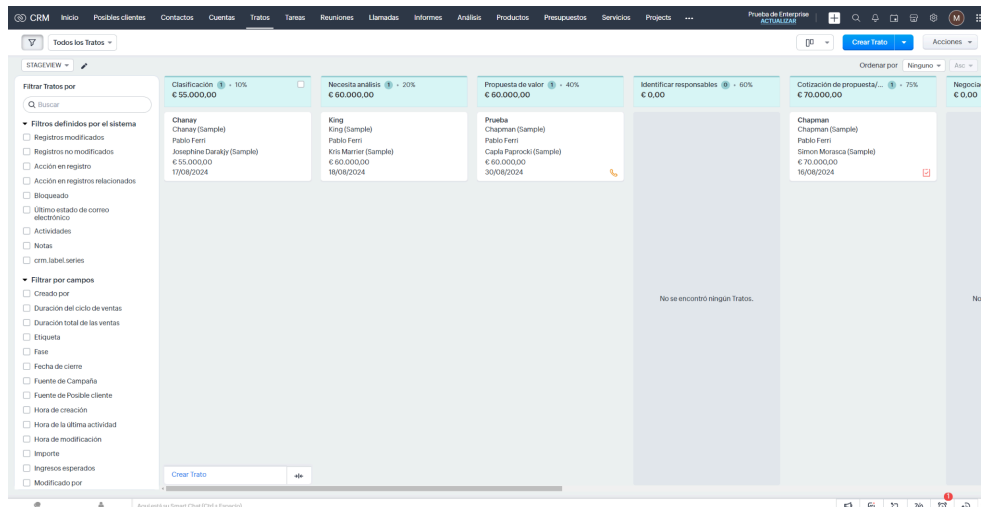 CRM Inicio Posibles clientes Contactos Cuentas Tratos Tareas Reuniones Llamadas Informes Análisis Productos Presupuestos Servicios Projects ••• Prueba de Enterprise
ACTUALIZAR
M
Todos los Tratos
Crear Trato
Acciones
STAGEVIEW
Ordenar por Ninguno Asc
Filtrar Tratos por
Buscar
Filtros definidos por el sistema
Registros modificados
Registros no modificados
Acción en registro
Acción en registros relacionados
Bloqueado
Último estado de correo
electrónico
Actividades
Notas
crm.label.series
Filtrar por campos
Creado por
Duración del ciclo de ventas
Duración total de las ventas
Etiqueta
Fase
Fecha de cierre
Fuente de Campaña
Fuente de Posible cliente
Hora de creación
Hora de la última actividad
Hora de modificación
Importe
Ingresos esperados
Modificado por
Clasificación 1 • 10%
€ 55.000,00
Chanay
Chanay (Sample)
Pablo Ferri
Josephine Darakjy (Sample)
€ 55.000,00
17/08/2024
Crear Trato
Necesita análisis 1 • 20%
€ 60.000,00
King
King (Sample)
Pablo Ferri
Kris Marrier (Sample)
€ 60.000,00
18/08/2024
Propuesta de valor 1 • 40%
€ 60.000,00
Prueba
Chapman (Sample)
Pablo Ferri
Capla Paprocki (Sample)
€ 60.000,00
30/08/2024
Identificar responsables 0 • 60%
€ 0,00
No se encontró ningún Tratos.
Cotización de propuesta/... 1 • 75%
€ 70.000,00
Chapman
Chapman (Sample)
Pablo Ferri
Simon Morasca (Sample)
€ 70.000,00
16/08/2024
Negocia
€ 0,00
No
1